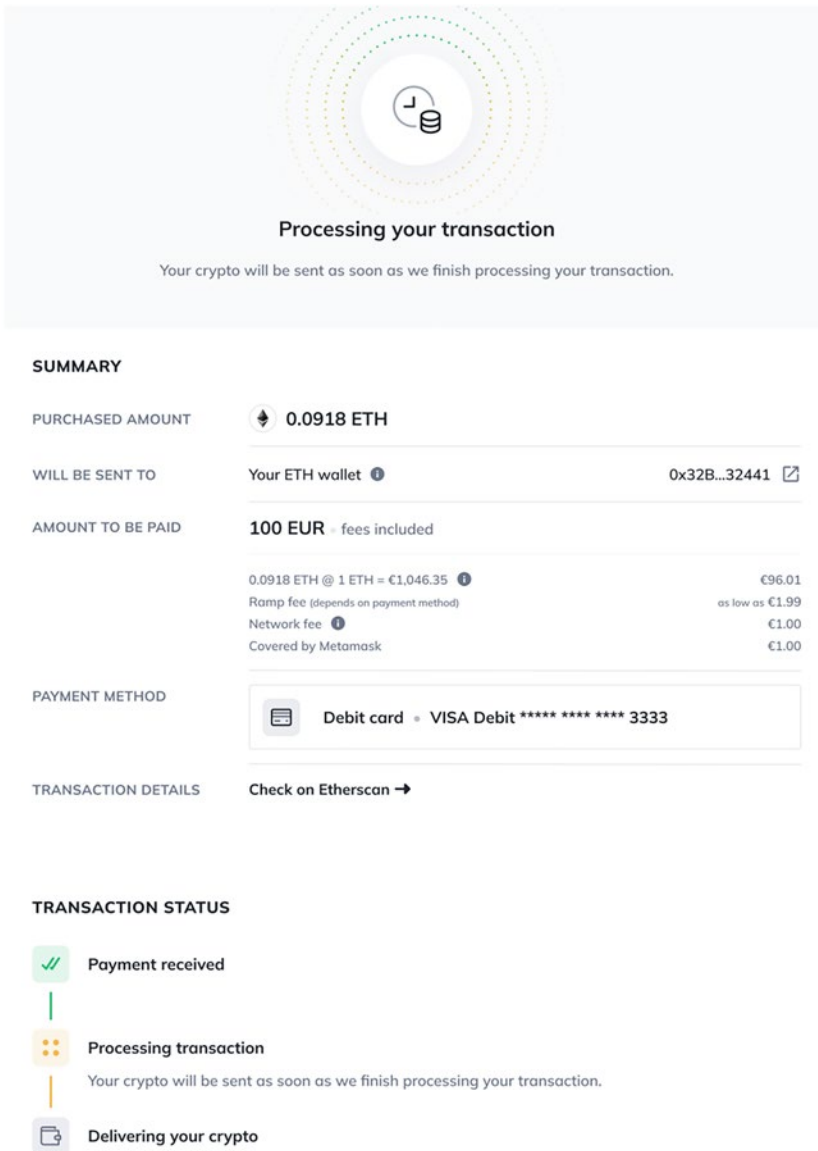 Processing your transaction
Your crypto will be sent as soon as we finish processing your transaction.
SUMMARY
PURCHASED AMOUNT 0.0918 ETH
WILL BE SENT TO Your ETH wallet 0x32B...32441
AMOUNT TO BE PAID 100 EUR fees included
0.0918 ETH @ 1 ETH = €1,046.35 €96.01
Ramp fee (depends on payment method) as low as €1.99
Network fee €1.00
Covered by Metamask €1.00
PAYMENT METHOD Debit card • VISA Debit ***** **** **** 3333
TRANSACTION DETAILS Check on Etherscan →
TRANSACTION STATUS
Payment received
Processing transaction
Your crypto will be sent as soon as we finish processing your transaction.
Delivering your crypto